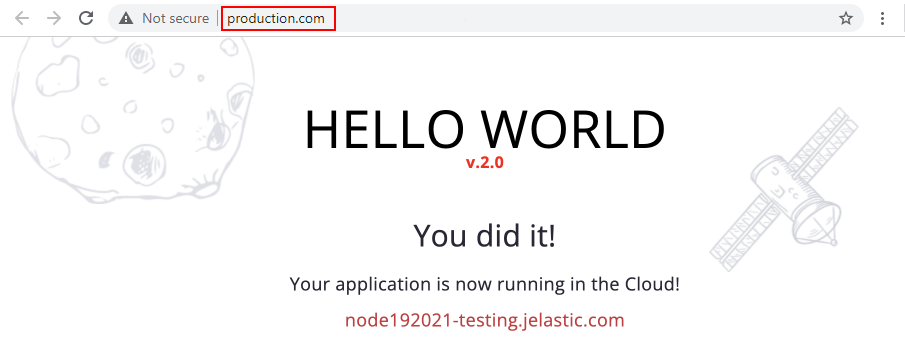 Not secure production.com
HELLO WORLD
v.2.0
You did it!
Your application is now running in the Cloud!
node192021-testing.jelastic.com